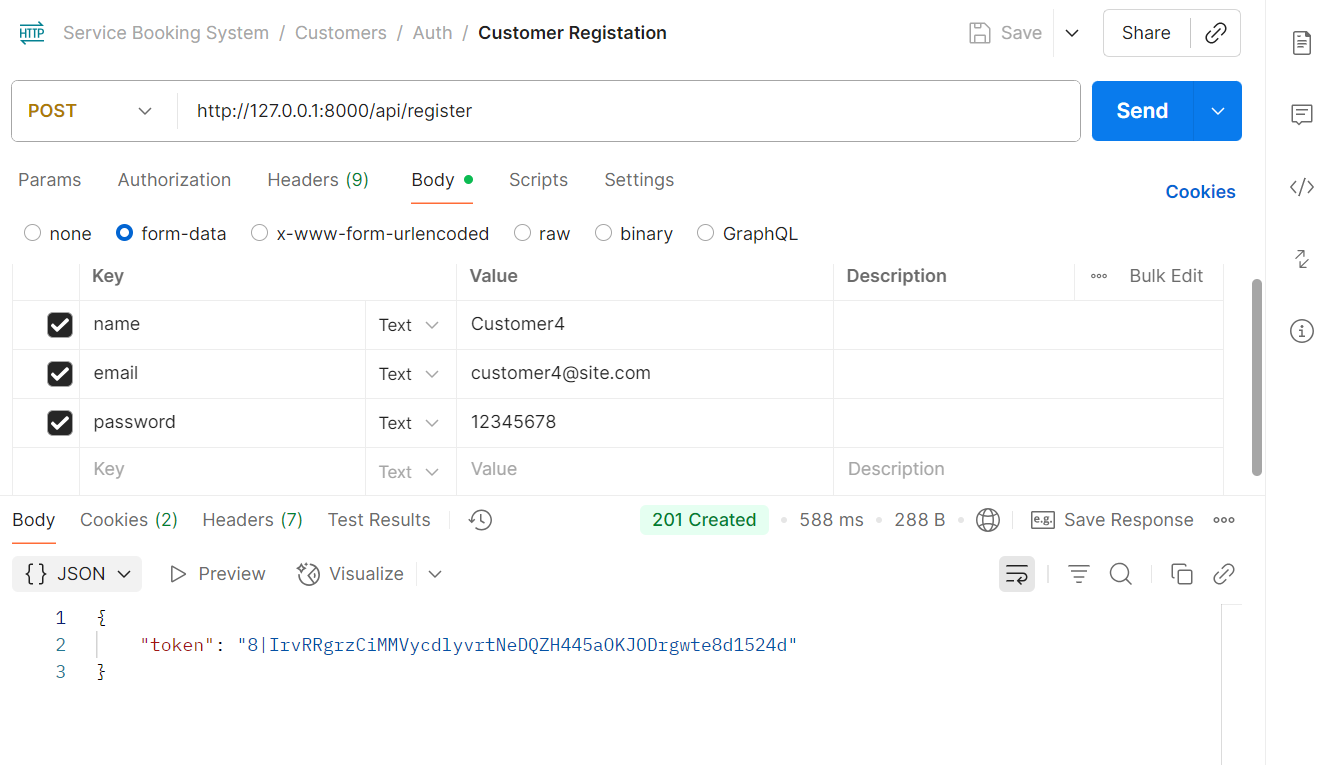 HTTP Service Booking System / Customers / Auth / Customer Registation Save Share
POST http://127.0.0.1:8000/api/register Send
Params Authorization Headers (9) Body Scripts Settings Cookies
none form-data x-www-form-urlencoded raw binary GraphQL
Key Value Description Bulk Edit
name Text Customer4
email Text customer4@site.com
password Text 12345678
Key Text Value Description
Body Cookies (2) Headers (7) Test Results 201 Created 588 ms 288 B e.g. Save Response
{} JSON Preview Visualize
1 {
2 "token": "8|IrvRRgrzCiMMVycdlyvrtNeDQZH445aOKJODrgwte8d1524d"
3 }